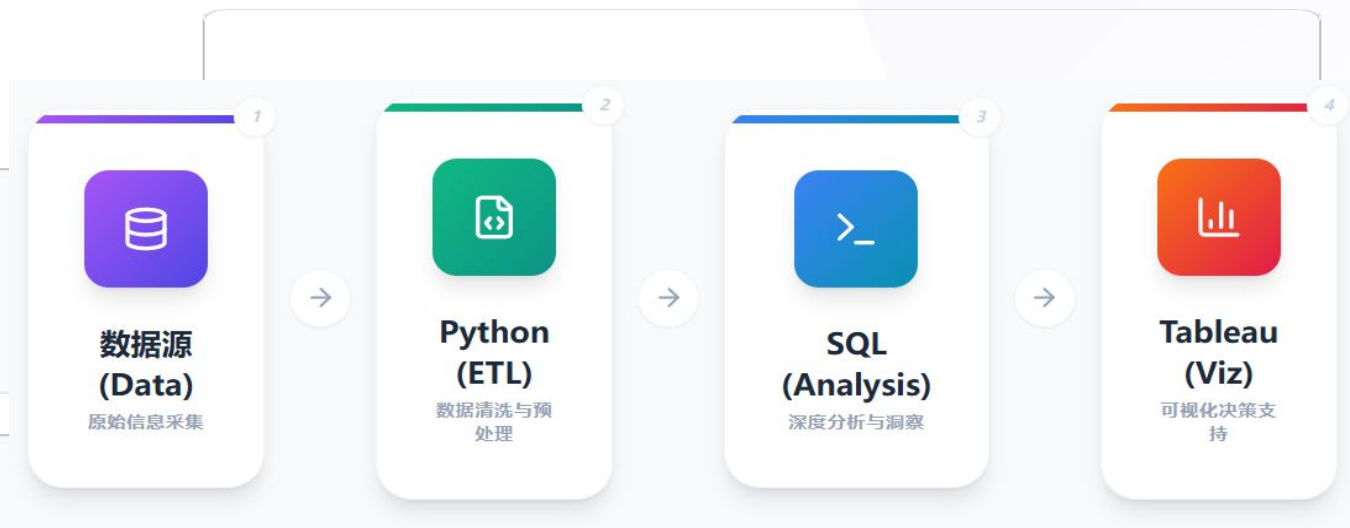 1
数据源
(Data)
原始信息采集
2
Python
(ETL)
数据清洗与预
处理
3
SQL
(Analysis)
深度分析与洞察
4
Tableau
(Viz)
可视化决策支
持